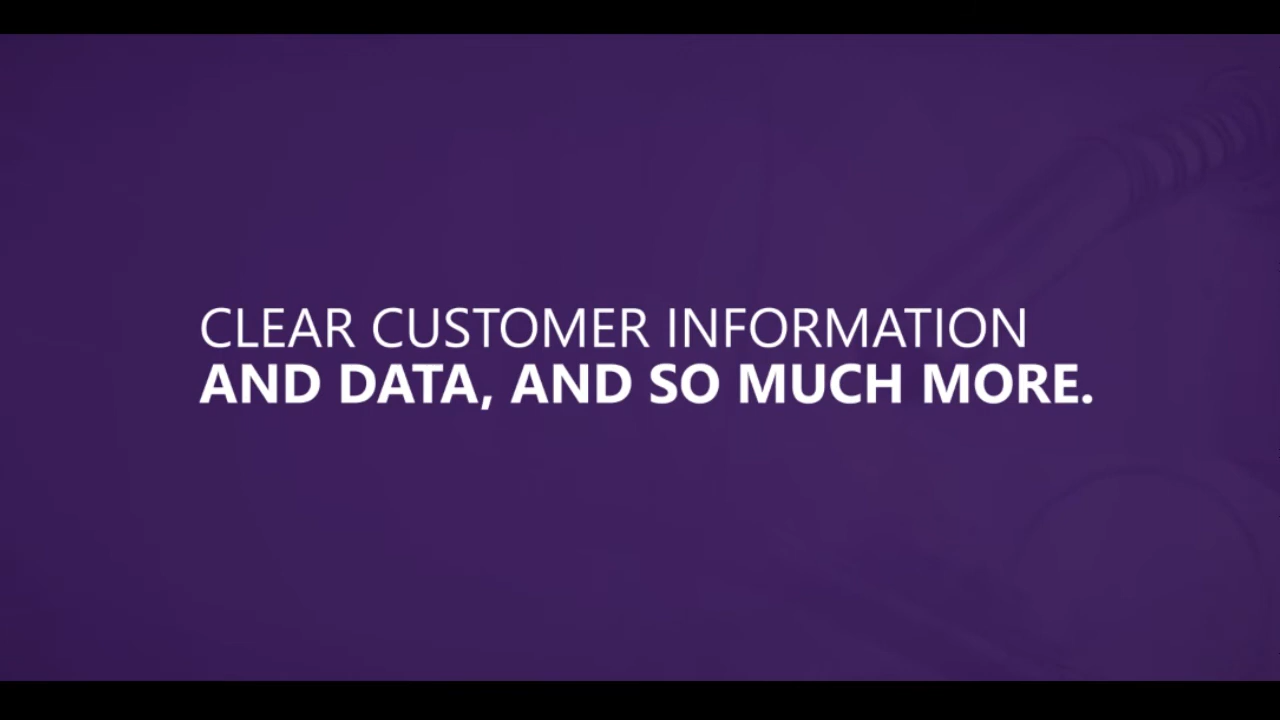 CLEAR CUSTOMER INFORMATION
AND DATA, AND SO MUCH MORE.